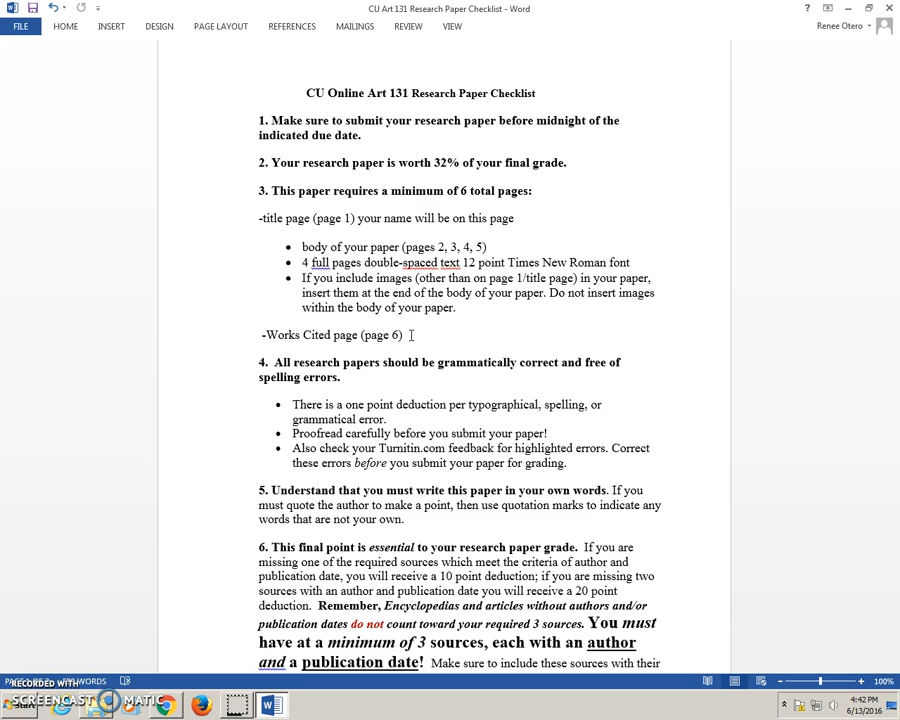 CU Art 131 Research Paper Checklist - Word
FILE HOME INSERT DESIGN PAGE LAYOUT REFERENCES MAILINGS REVIEW VIEW Renee Otero
CU Online Art 131 Research Paper Checklist
1. Make sure to submit your research paper before midnight of the
indicated due date.
2. Your research paper is worth 32% of your final grade.
3. This paper requires a minimum of 6 total pages:
-title page (page 1) your name will be on this page
• body of your paper (pages 2, 3, 4, 5)
• 4 full pages double-spaced text 12 point Times New Roman font
• If you include images (other than on page 1/title page) in your paper,
insert them at the end of the body of your paper. Do not insert images
within the body of your paper.
-Works Cited page (page 6)
4. All research papers should be grammatically correct and free of
spelling errors.
• There is a one point deduction per typographical, spelling, or
grammatical error.
• Proofread carefully before you submit your paper!
• Also check your Turnitin.com feedback for highlighted errors. Correct
these errors before you submit your paper for grading.
5. Understand that you must write this paper in your own words. If you
must quote the author to make a point, then use quotation marks to indicate any
words that are not your own.
6. This final point is essential to your research paper grade. If you are
missing one of the required sources which meet the criteria of author and
publication date, you will receive a 10 point deduction; if you are missing two
sources with an author and publication date you will receive a 20 point
deduction. Remember, Encyclopedias and articles without authors and/or
publication dates do not count toward your required 3 sources. You must
have at a minimum of 3 sources, each with an author
and a publication date! Make sure to include these sources with their
WORDS 100%
RECORDED WITH
SCREENCAST MATIC
Start
4:42 PM
6/13/2016